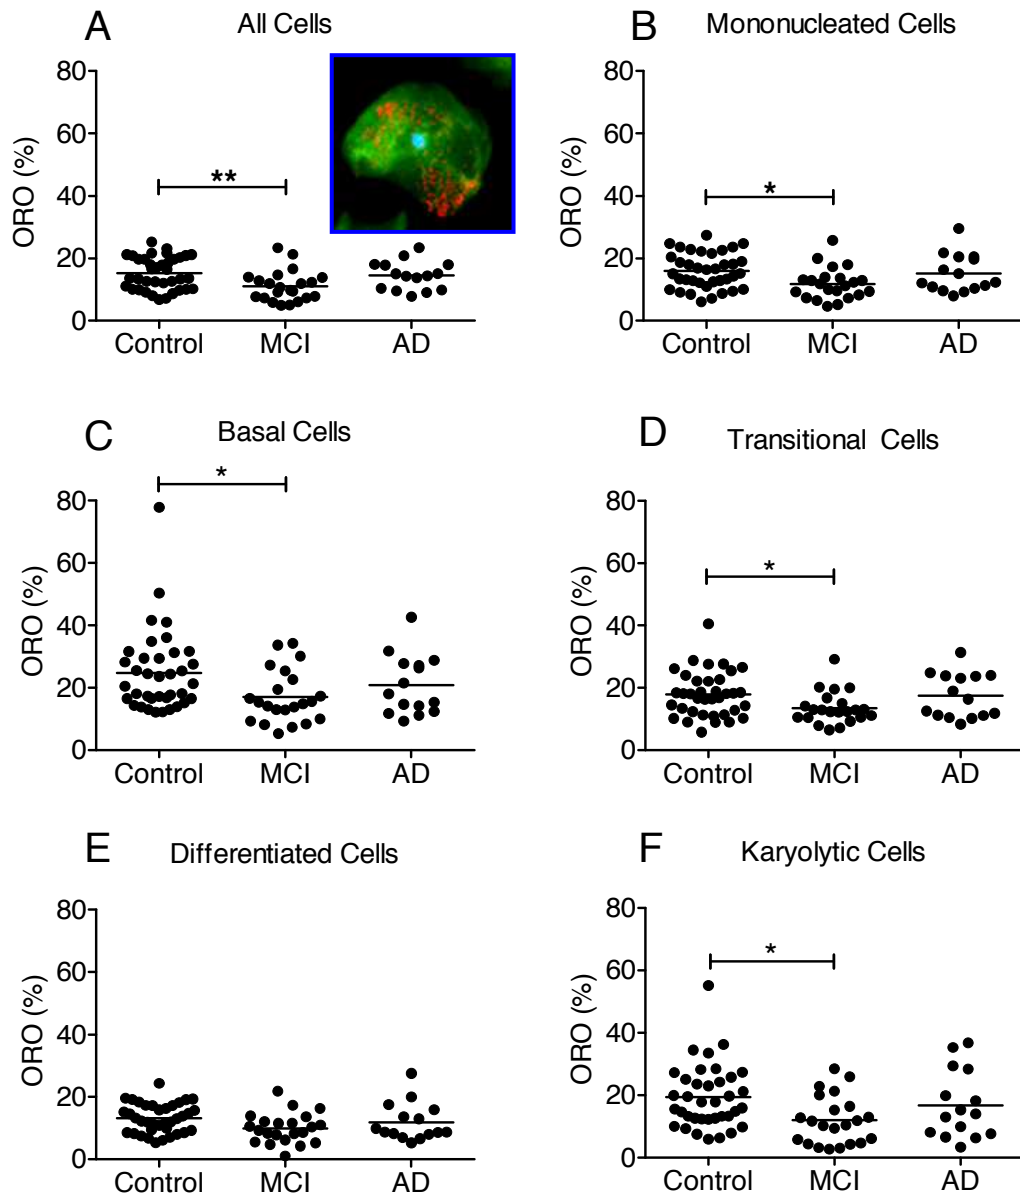 A
All Cells
ORO (%)
80
60
40
20
0
**
Control
MCI
AD
B
Mononucleated Cells
ORO (%)
80
60
40
20
0
*
Control
MCI
AD
C
Basal Cells
ORO (%)
80
60
40
20
0
*
Control
MCI
AD
D
Transitional Cells
ORO (%)
80
60
40
20
0
*
Control
MCI
AD
E
Differentiated Cells
ORO (%)
80
60
40
20
0
Control
MCI
AD
F
Karyolytic Cells
ORO (%)
80
60
40
20
0
*
Control
MCI
AD